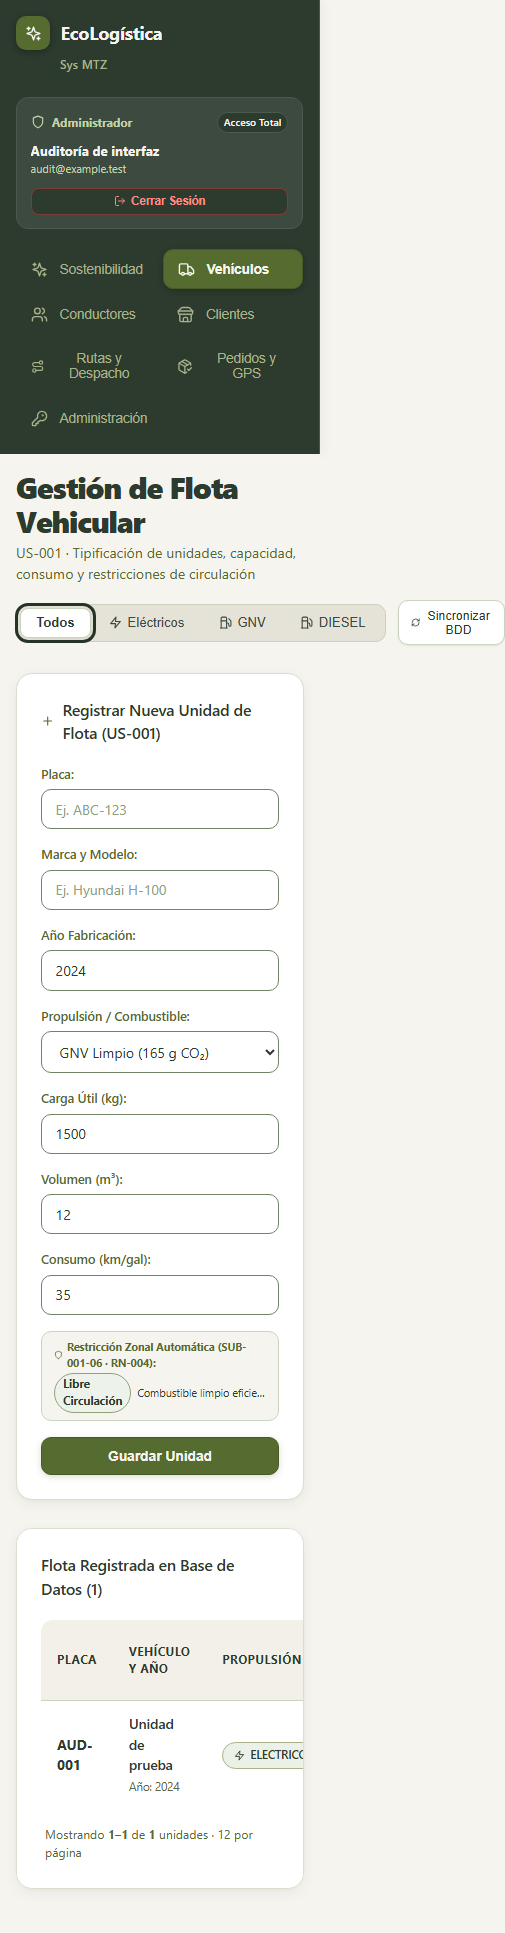 EcoLogística
Sys MTZ
Administrador
Acceso Total
Auditoría de interfaz
audit@example.test
Cerrar Sesión
Sostenibilidad
Vehículos
Conductores
Clientes
Rutas y
Despacho
Pedidos y
GPS
Administración
Gestión de Flota
Vehicular
US-001 · Tipificación de unidades, capacidad,
consumo y restricciones de circulación
Todos
Eléctricos
GNV
DIESEL
Sincronizar
BDD
Registrar Nueva Unidad de
Flota (US-001)
Placa:
Ej. ABC-123
Marca y Modelo:
Ej. Hyundai H-100
Año Fabricación:
2024
Propulsión / Combustible:
GNV Limpio (165 g CO₂)
Carga Útil (kg):
1500
Volumen (m³):
12
Consumo (km/gal):
35
Restricción Zonal Automática (SUB-
001-06 · RN-004):
Libre
Circulación
Combustible limpio eficie...
Guardar Unidad
Flota Registrada en Base de
Datos (1)
PLACA
VEHÍCULO
Y AÑO
PROPULSIÓN
AUD-
001
Unidad
de
prueba
Año: 2024
ELECTRICO
Mostrando 1–1 de 1 unidades · 12 por
página